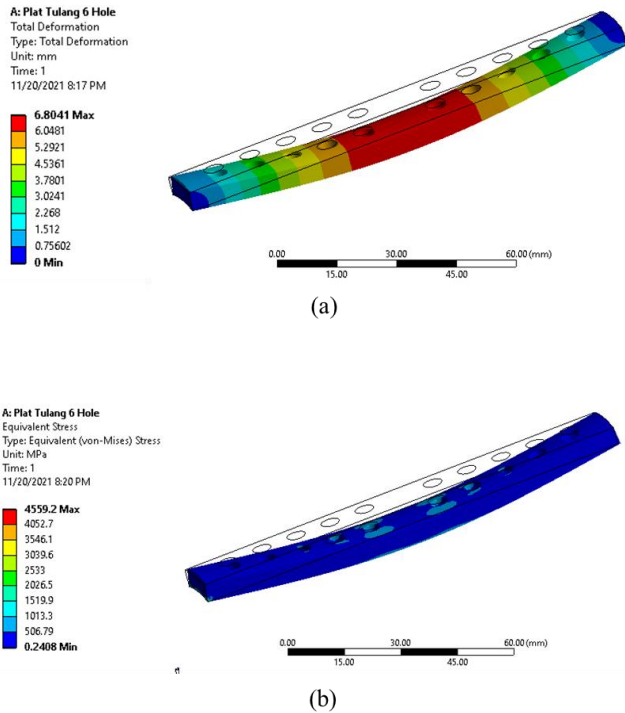 A: Plat Tulang 6 Hole
Total Deformation
Type: Total Deformation
Unit: mm
Time: 1
11/20/2021 8:17 PM
6.8041 Max
6.0481
5.2921
4.5361
3.7801
3.0241
2.268
1.512
0.75602
0 Min
0.00 30.00 60.00 (mm)
15.00 45.00
(a)
A: Plat Tulang 6 Hole
Equivalent Stress
Type: Equivalent (von-Mises) Stress
Unit: MPa
Time: 1
11/20/2021 8:20 PM
4559.2 Max
4052.7
3546.1
3039.6
2533
2026.5
1519.9
1013.3
506.79
0.2408 Min
0.00 30.00 60.00 (mm)
15.00 45.00
(b)